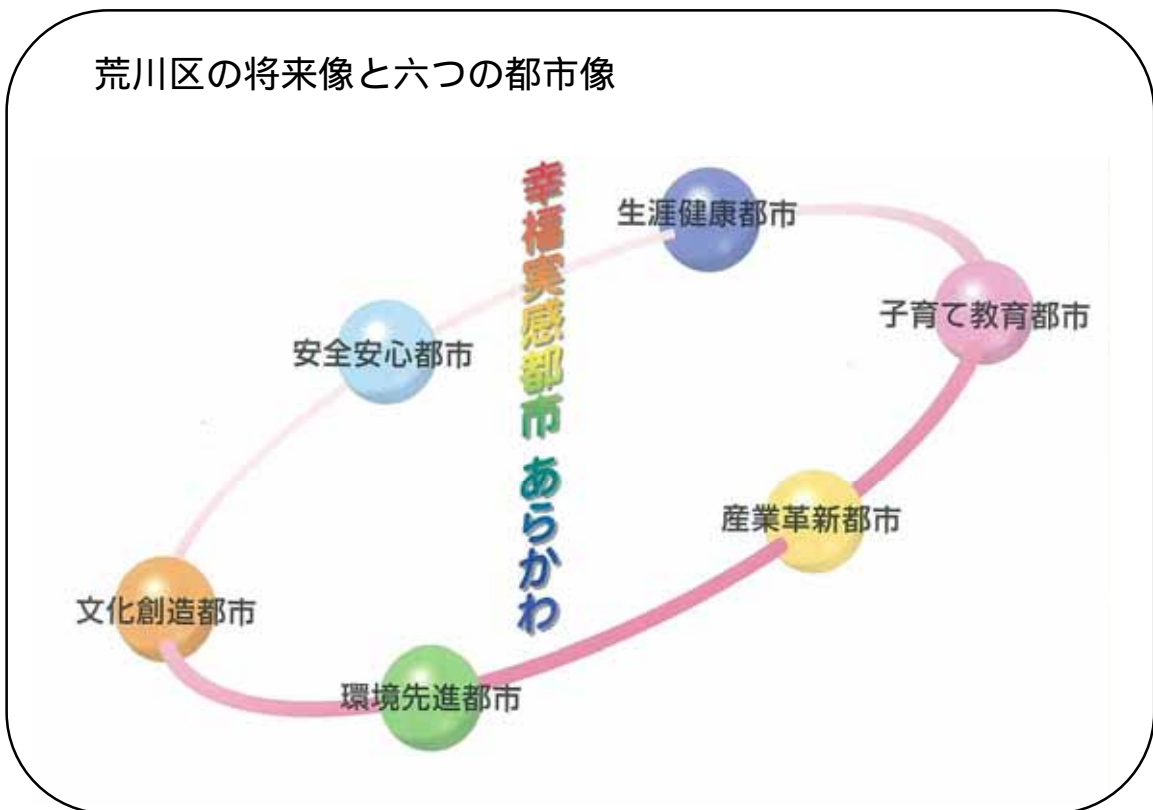 荒川区の将来像と六つの都市像
幸福実感都市 あらかわ
生涯健康都市
子育て教育都市
安全安心都市
産業革新都市
文化創造都市
環境先進都市